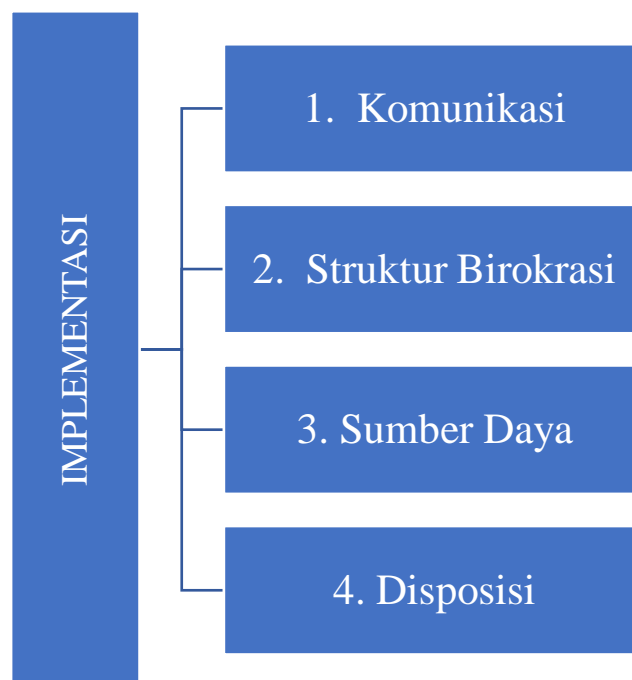 IMPLEMENTASI
1. Komunikasi
2. Struktur Birokrasi
3. Sumber Daya
4. Disposisi